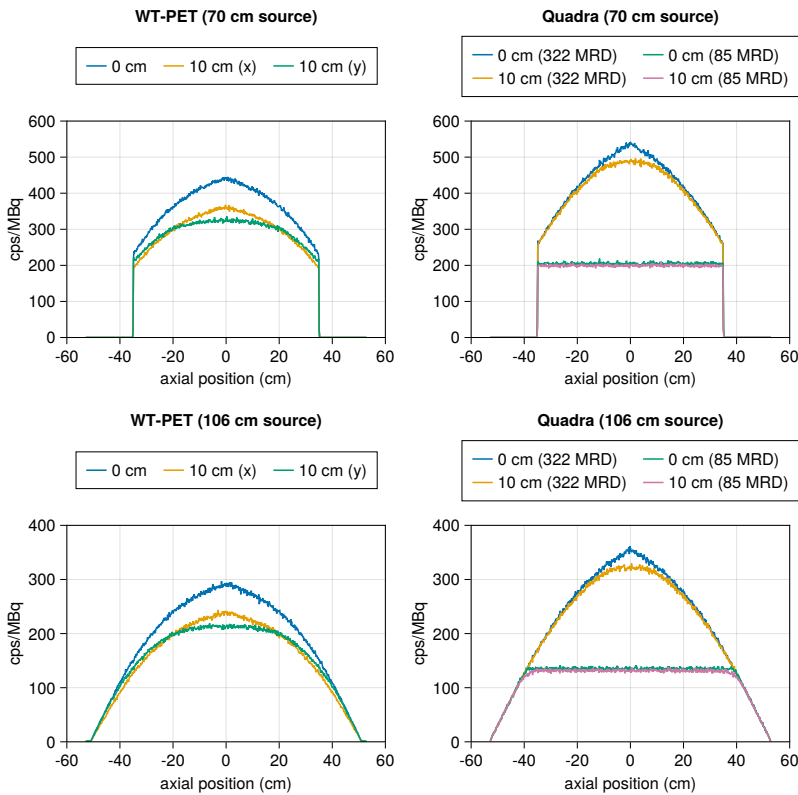 WT-PET (70 cm source)
0 cm 10 cm (x) 10 cm (y)
600
500
400
300
200
100
0
cps/MBq
-60 -40 -20 0 20 40 60
axial position (cm)
Quadra (70 cm source)
0 cm (322 MRD) 0 cm (85 MRD)
10 cm (322 MRD) 10 cm (85 MRD)
600
500
400
300
200
100
0
-60 -40 -20 0 20 40 60
axial position (cm)
WT-PET (106 cm source)
0 cm 10 cm (x) 10 cm (y)
400
300
200
100
0
cps/MBq
-60 -40 -20 0 20 40 60
axial position (cm)
Quadra (106 cm source)
0 cm (322 MRD) 0 cm (85 MRD)
10 cm (322 MRD) 10 cm (85 MRD)
400
300
200
100
0
cps/MBq
-60 -40 -20 0 20 40 60
axial position (cm)